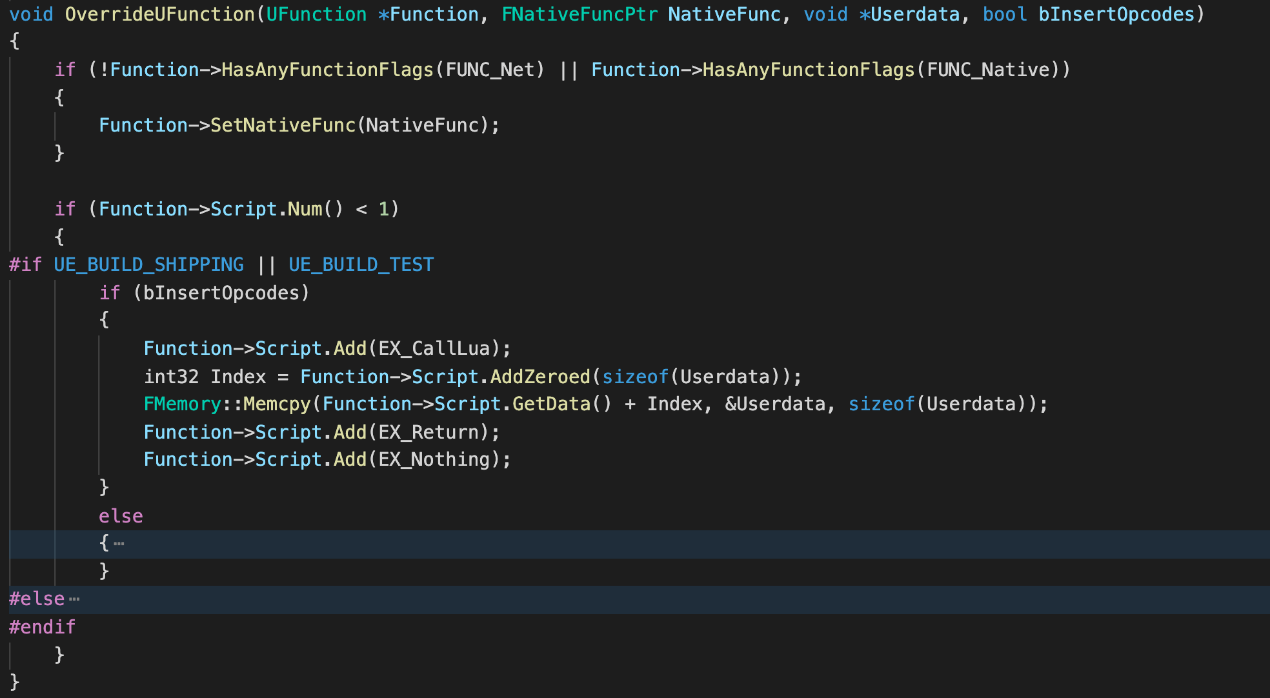 void OverrideUFunction(UFunction *Function, FNativeFuncPtr NativeFunc, void *Userdata, bool bInsertOpcodes)
{
    if (!Function->HasAnyFunctionFlags(FUNC_Net) || Function->HasAnyFunctionFlags(FUNC_Native))
    {
        Function->SetNativeFunc(NativeFunc);
    }

    if (Function->Script.Num() < 1)
    {
#if UE_BUILD_SHIPPING || UE_BUILD_TEST
        if (bInsertOpcodes)
        {
            Function->Script.Add(EX_CallLua);
            int32 Index = Function->Script.AddZeroed(sizeof(Userdata));
            FMemory::Memcpy(Function->Script.GetData() + Index, &Userdata, sizeof(Userdata));
            Function->Script.Add(EX_Return);
            Function->Script.Add(EX_Nothing);
        }
        else
        {⋯
        }
#else⋯
#endif
    }
}